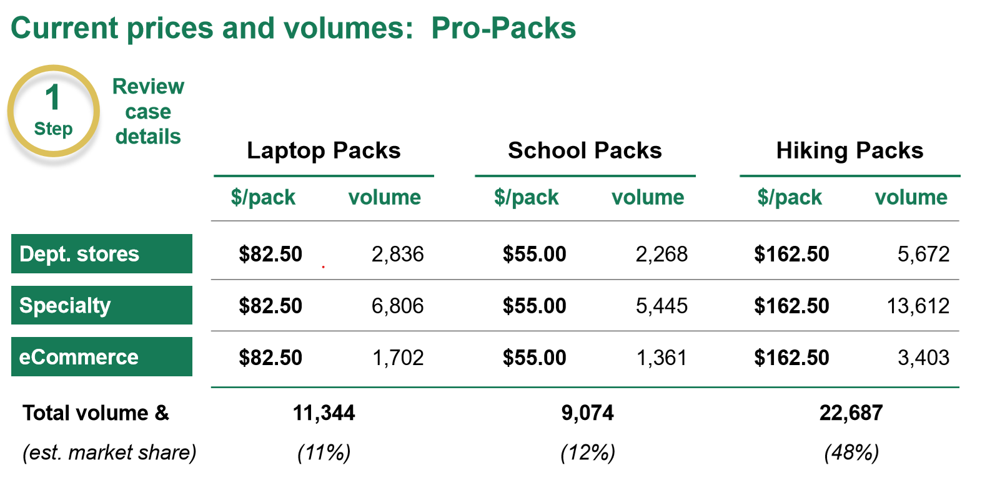 Current prices and volumes:  Pro-Packs
1
Step
Review
case
details
Laptop Packs School Packs Hiking Packs
$/pack volume $/pack volume $/pack volume
Dept. stores $82.50 2,836 $55.00 2,268 $162.50 5,672
Specialty $82.50 6,806 $55.00 5,445 $162.50 13,612
eCommerce $82.50 1,702 $55.00 1,361 $162.50 3,403
Total volume & 11,344 9,074 22,687
(est. market share) (11%) (12%) (48%)